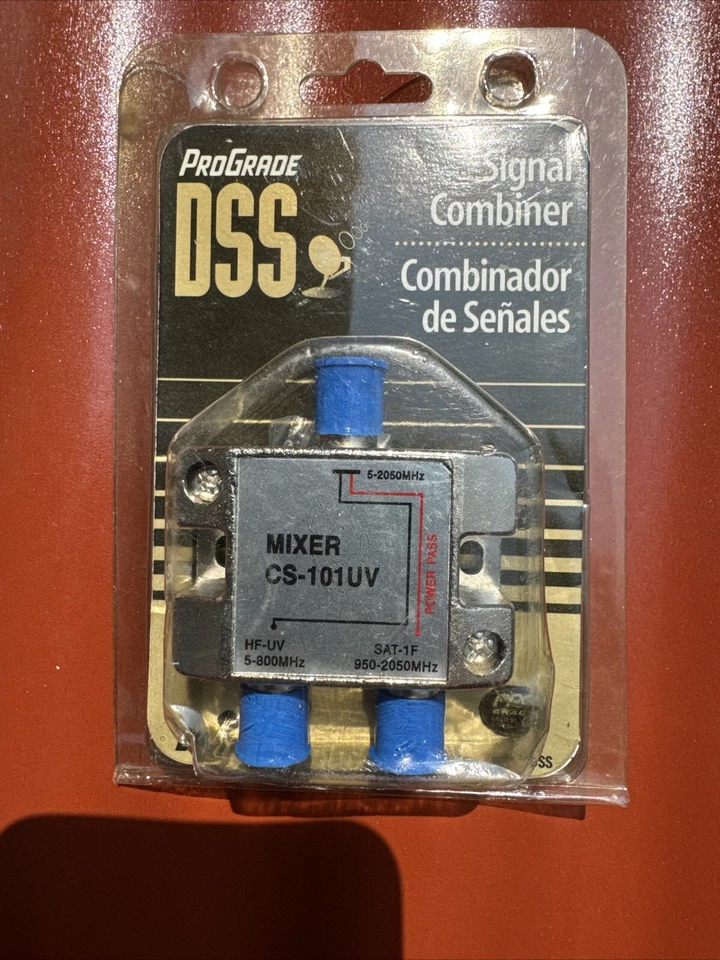 PROGRADE
DSS
Signal
Combiner
Combinador
de Señales
5-2050MHz
MIXER
CS-101UV
POWER PASS
HF-UV
5-800MHz
SAT-1F
950-2050MHz